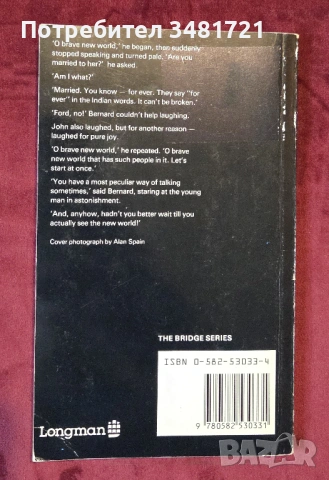 Потребител 3481721
'O brave new world,' he began, then suddenly
stopped speaking and turned pale. 'Are you
married to her?' he asked.
'Am I what?'
'Married. You know — for ever. They say "for
ever" in the Indian words. It can't be broken.'
'Ford, no!' Bernard couldn't help laughing.
John also laughed, but for another reason —
laughed for pure joy.
'O brave new world,' he repeated. 'O brave
new world that has such people in it. Let's
start at once.'
'You have a most peculiar way of talking
sometimes,' said Bernard, staring at the young
man in astonishment.
'And, anyhow, hadn't you better wait till you
actually see the new world!'
Cover photograph by Alan Spain
THE BRIDGE SERIES
ISBN 0-582-53033-4
9 780582 530331
Longman
BAZAR
bg